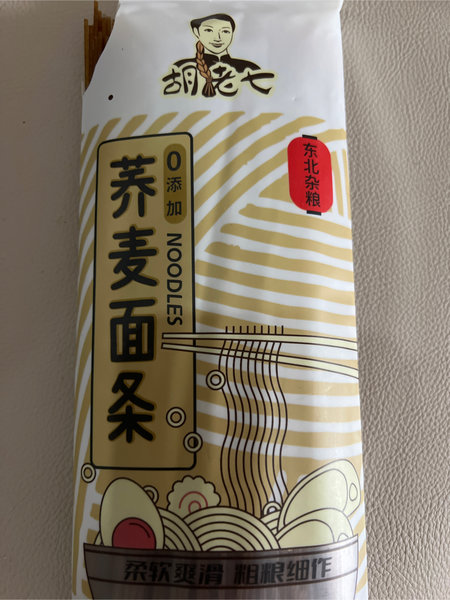 胡老七
东北杂粮
0添加
荞麦面条
NOODLES
柔软爽滑 粗粮细作